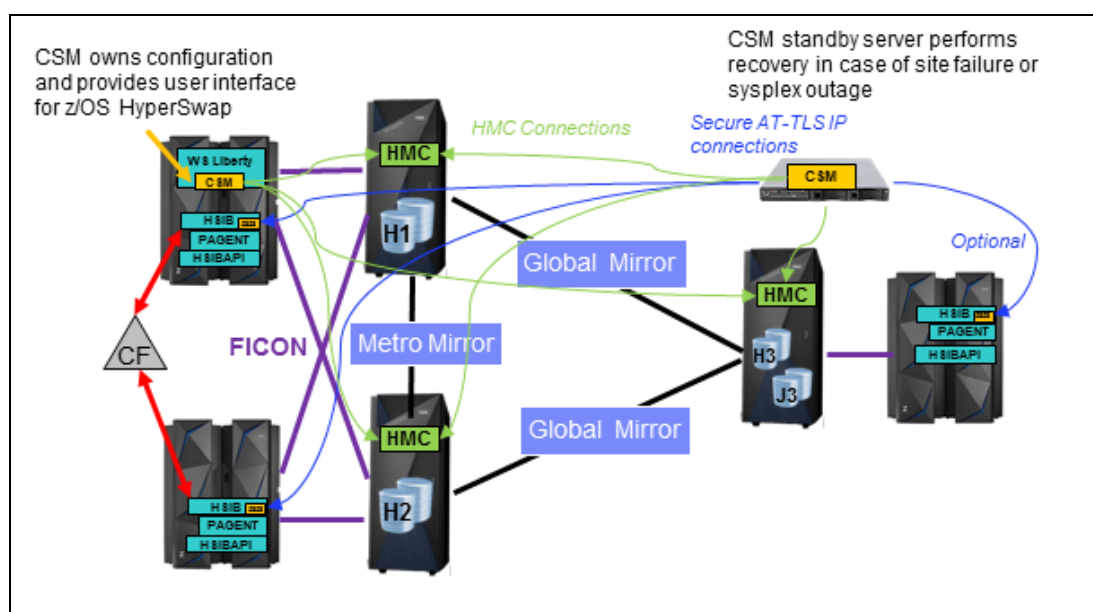 CSM owns configuration
and provides user interface
for z/OS HyperSwap
CSM standby server performs
recovery in case of site failure or
sysplex outage
HMC Connections
Secure AT-TLS IP
connections
WS Liberty
CSM
HSIB
PAGENT
HSIBAPI
HMC
H1
CSM
Optional
Global Mirror
HMC
H3
J3
HSIB
PAGENT
HSIBAPI
CF
FICON
Metro Mirror
Global Mirror
HMC
H2
HSIB
PAGENT
HSIBAPI